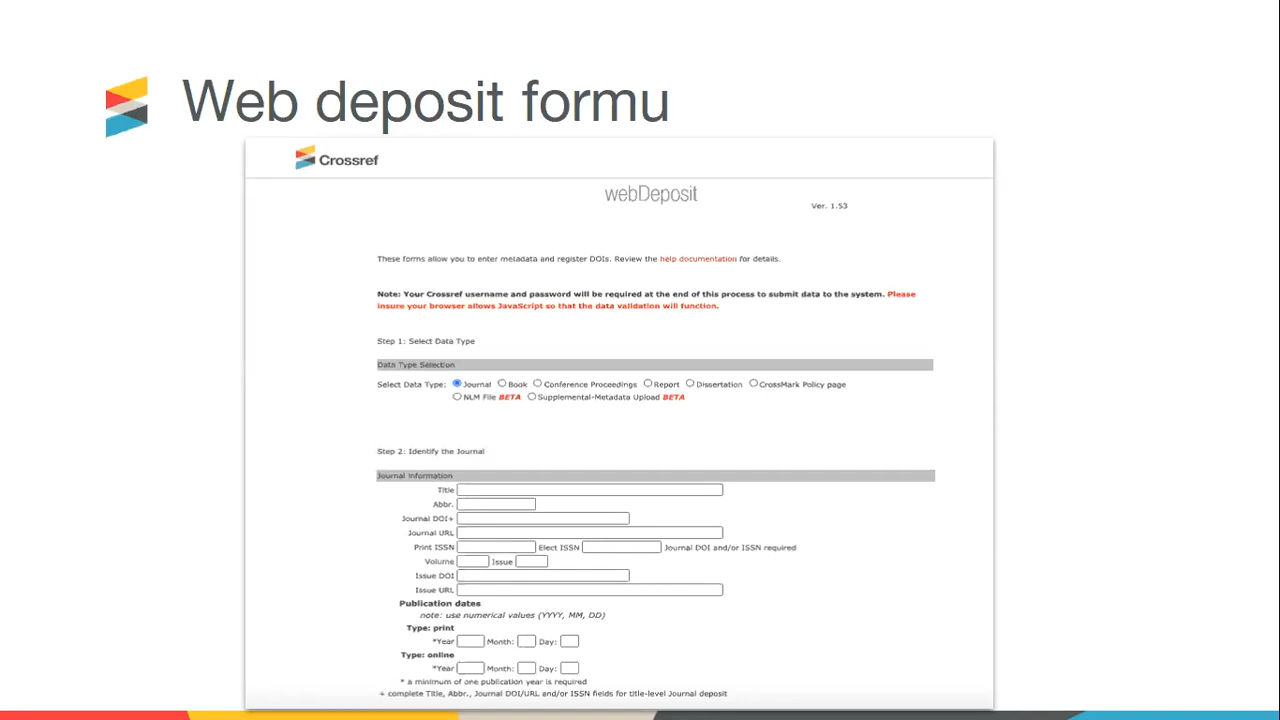 Web deposit formu
Crossref
webDeposit
Ver. 1.53
These forms allow you to enter metadata and register DOIs. Review the help documentation for details.
Note: Your Crossref username and password will be required at the end of this process to submit data to the system. Please
insure your browser allows JavaScript so that the data validation will function.
Step 1: Select Data Type
Data Type Selection
Select Data Type: Journal Book Conference Proceedings Report Dissertation CrossMark Policy page
NLM File BETA Supplemental-Metadata Upload BETA
Step 2: Identify the Journal
Journal Information
Title
Abbr.
Journal DOI+
Journal URL
Print ISSN Elect ISSN Journal DOI and/or ISSN required
Volume Issue
Issue DOI
Issue URL
Publication dates
note: use numerical values (YYYY, MM, DD)
Type: print
*Year Month: Day:
Type: online
*Year Month: Day:
* a minimum of one publication year is required
+ complete Title, Abbr., Journal DOI/URL and/or ISSN fields for title-level Journal deposit